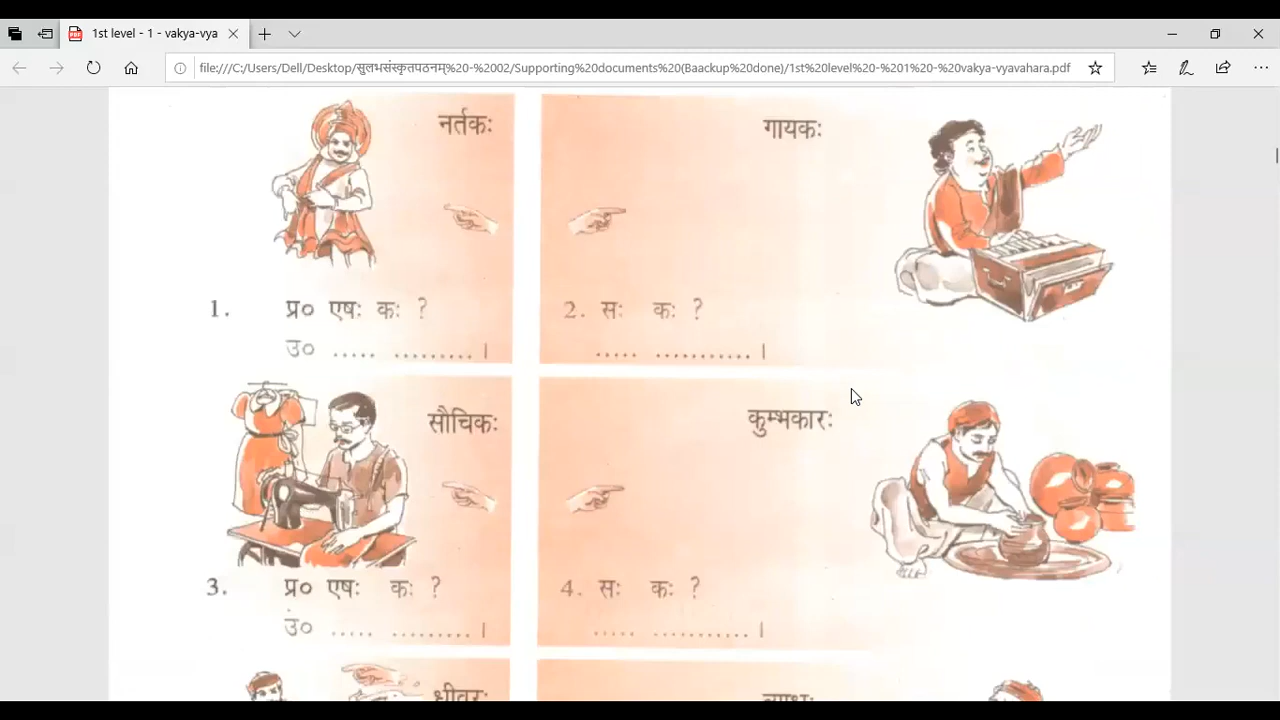 1st level - 1 - vakya-vya
file:///C:/Users/Dell/Desktop/सुलभसंस्कृतपठनम्%20-%2002/Supporting%20documents%20(Baackup%20done)/1st%20level%20-%201%20-%20vakya-vyavahara.pdf
नर्तकः
गायकः
1. प्र० एषः कः ?
उ० ..... ......... ।
2. सः कः ?
..... ........... ।
सौचिकः
कुम्भकारः
3. प्र० एषः कः ?
उ० ..... ......... ।
4. सः कः ?
..... ........... ।
धीवरः